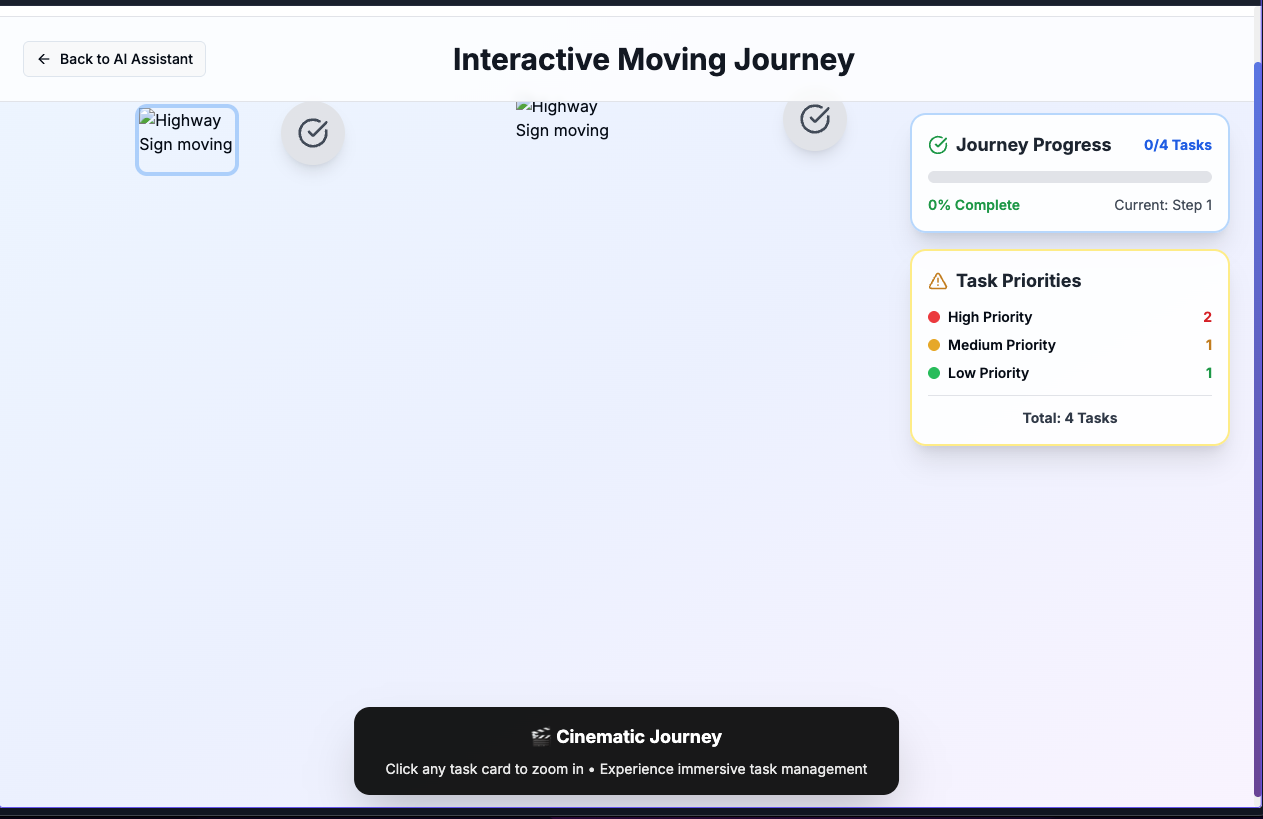 Back to AI Assistant
Interactive Moving Journey
Highway
Sign moving
Highway
Sign moving
Journey Progress
0/4 Tasks
0% Complete
Current: Step 1
Task Priorities
High Priority
2
Medium Priority
1
Low Priority
1
Total: 4 Tasks
🎬 Cinematic Journey
Click any task card to zoom in • Experience immersive task management